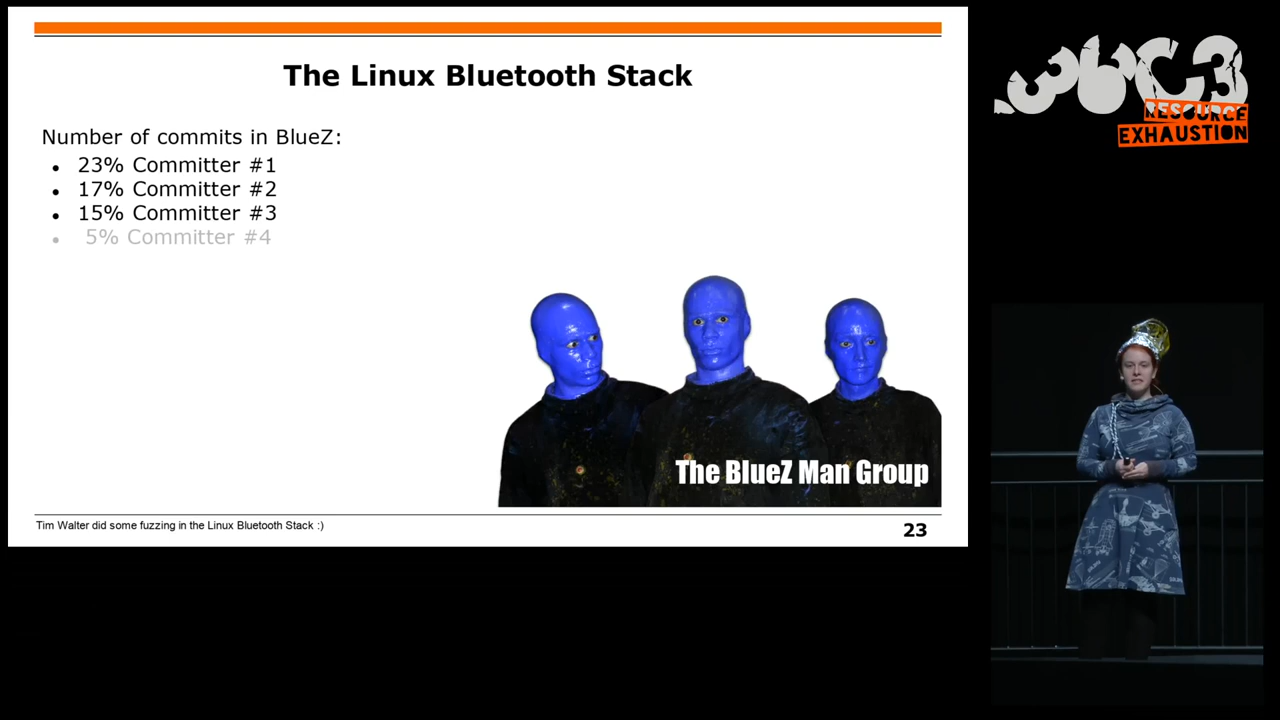 The Linux Bluetooth Stack
Number of commits in BlueZ:
• 23% Committer #1
• 17% Committer #2
• 15% Committer #3
• 5% Committer #4
The BlueZ Man Group
Tim Walter did some fuzzing in the Linux Bluetooth Stack :)
23
36C3
RESOURCE
EXHAUSTION